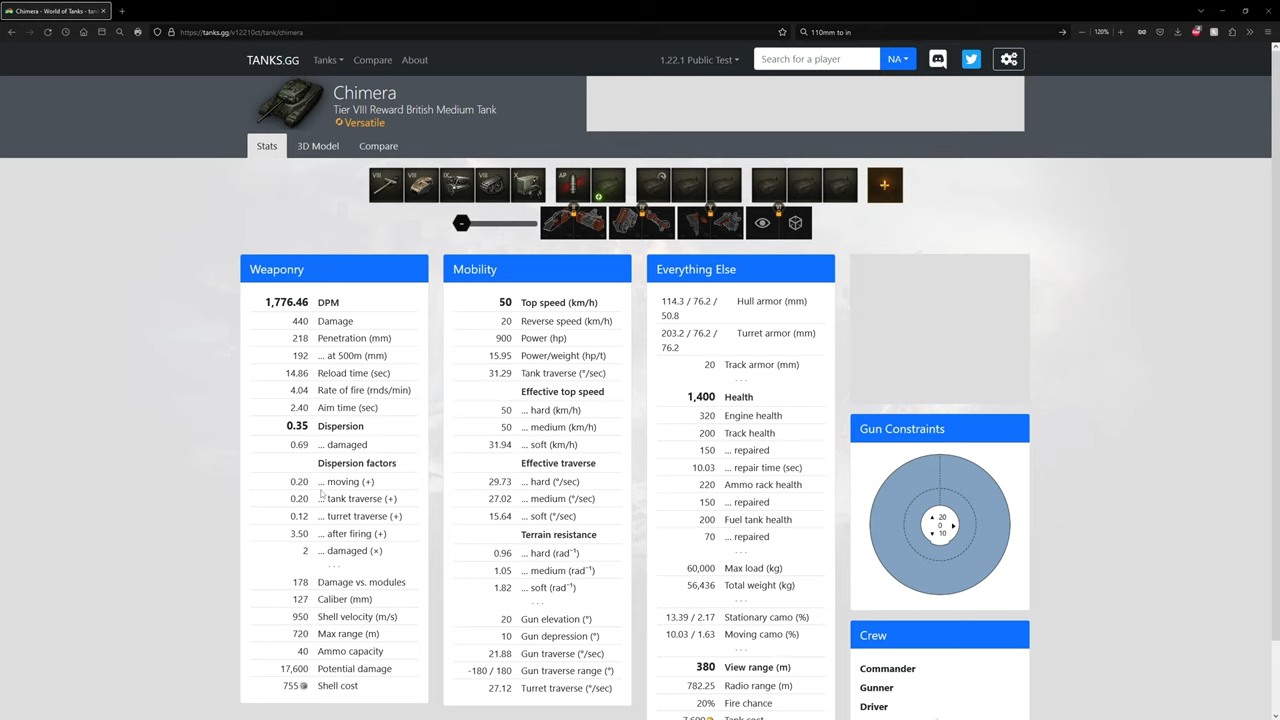 Chimera - World of Tanks - tank
https://tanks.gg/v12210ct/tank/chimera
110mm to in
120%
TANKS.GG
Tanks
Compare
About
1.22.1 Public Test
Search for a player
NA
Chimera
Tier VIII Reward British Medium Tank
Versatile
Stats
3D Model
Compare
VIII
VIII
IX
VIII
X
AP
+
Weaponry
1,776.46 DPM
440 Damage
218 Penetration (mm)
192 ... at 500m (mm)
14.86 Reload time (sec)
4.04 Rate of fire (rnds/min)
2.40 Aim time (sec)
0.35 Dispersion
0.69 ... damaged
Dispersion factors
0.20 ... moving (+)
0.20 ... tank traverse (+)
0.12 ... turret traverse (+)
3.50 ... after firing (+)
2 ... damaged (×)
...
178 Damage vs. modules
127 Caliber (mm)
950 Shell velocity (m/s)
720 Max range (m)
40 Ammo capacity
17,600 Potential damage
755 Shell cost
Mobility
50 Top speed (km/h)
20 Reverse speed (km/h)
900 Power (hp)
15.95 Power/weight (hp/t)
31.29 Tank traverse (°/sec)
Effective top speed
50 ... hard (km/h)
50 ... medium (km/h)
31.94 ... soft (km/h)
Effective traverse
29.73 ... hard (°/sec)
27.02 ... medium (°/sec)
15.64 ... soft (°/sec)
Terrain resistance
0.96 ... hard (rad⁻¹)
1.05 ... medium (rad⁻¹)
1.82 ... soft (rad⁻¹)
...
20 Gun elevation (°)
10 Gun depression (°)
21.88 Gun traverse (°/sec)
-180 / 180 Gun traverse range (°)
27.12 Turret traverse (°/sec)
Everything Else
114.3 / 76.2 / 50.8 Hull armor (mm)
203.2 / 76.2 / 76.2 Turret armor (mm)
20 Track armor (mm)
...
1,400 Health
320 Engine health
200 Track health
150 ... repaired
10.03 ... repair time (sec)
220 Ammo rack health
150 ... repaired
200 Fuel tank health
70 ... repaired
...
60,000 Max load (kg)
56,436 Total weight (kg)
...
13.39 / 2.17 Stationary camo (%)
10.03 / 1.63 Moving camo (%)
...
380 View range (m)
782.25 Radio range (m)
20% Fire chance
7,600 Tank cost
Gun Constraints
20
0
10
Crew
Commander
Gunner
Driver